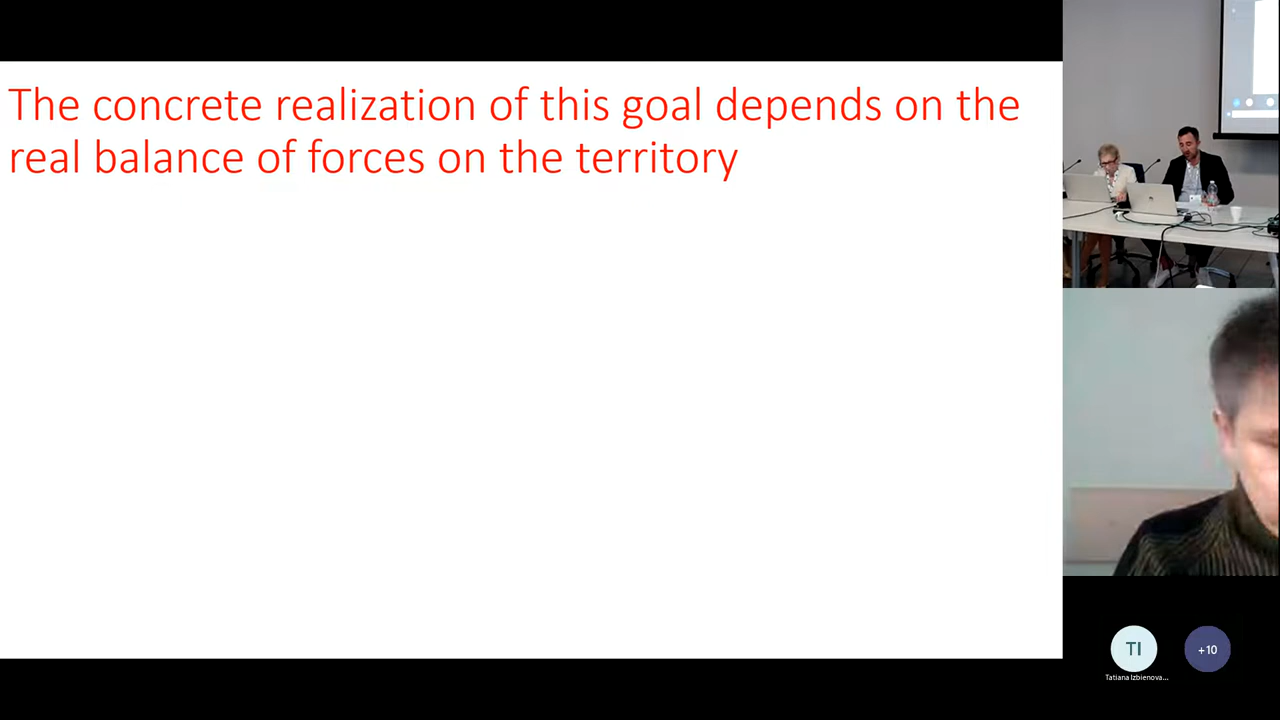 The concrete realization of this goal depends on the
real balance of forces on the territory
TI
+10
Tatiana Izbienova...